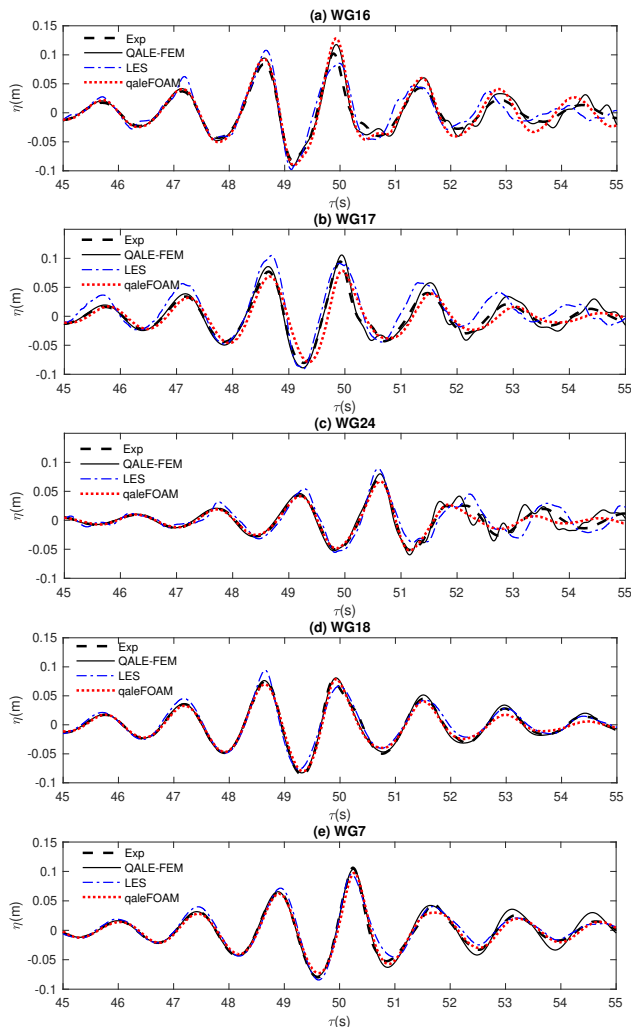 (a) WG16
0.15
0.1
0.05
0
-0.05
-0.1
η(m)
Exp
QALE-FEM
LES
qaleFOAM
45 46 47 48 49 50 51 52 53 54 55
τ(s)
(b) WG17
0.1
0.05
0
-0.05
-0.1
η(m)
Exp
QALE-FEM
LES
qaleFOAM
45 46 47 48 49 50 51 52 53 54 55
τ(s)
(c) WG24
0.1
0.05
0
-0.05
-0.1
η(m)
Exp
QALE-FEM
LES
qaleFOAM
45 46 47 48 49 50 51 52 53 54 55
τ(s)
(d) WG18
0.15
0.1
0.05
0
-0.05
-0.1
η(m)
Exp
QALE-FEM
LES
qaleFOAM
45 46 47 48 49 50 51 52 53 54 55
τ(s)
(e) WG7
0.15
0.1
0.05
0
-0.05
-0.1
η(m)
Exp
QALE-FEM
LES
qaleFOAM
45 46 47 48 49 50 51 52 53 54 55
τ(s)